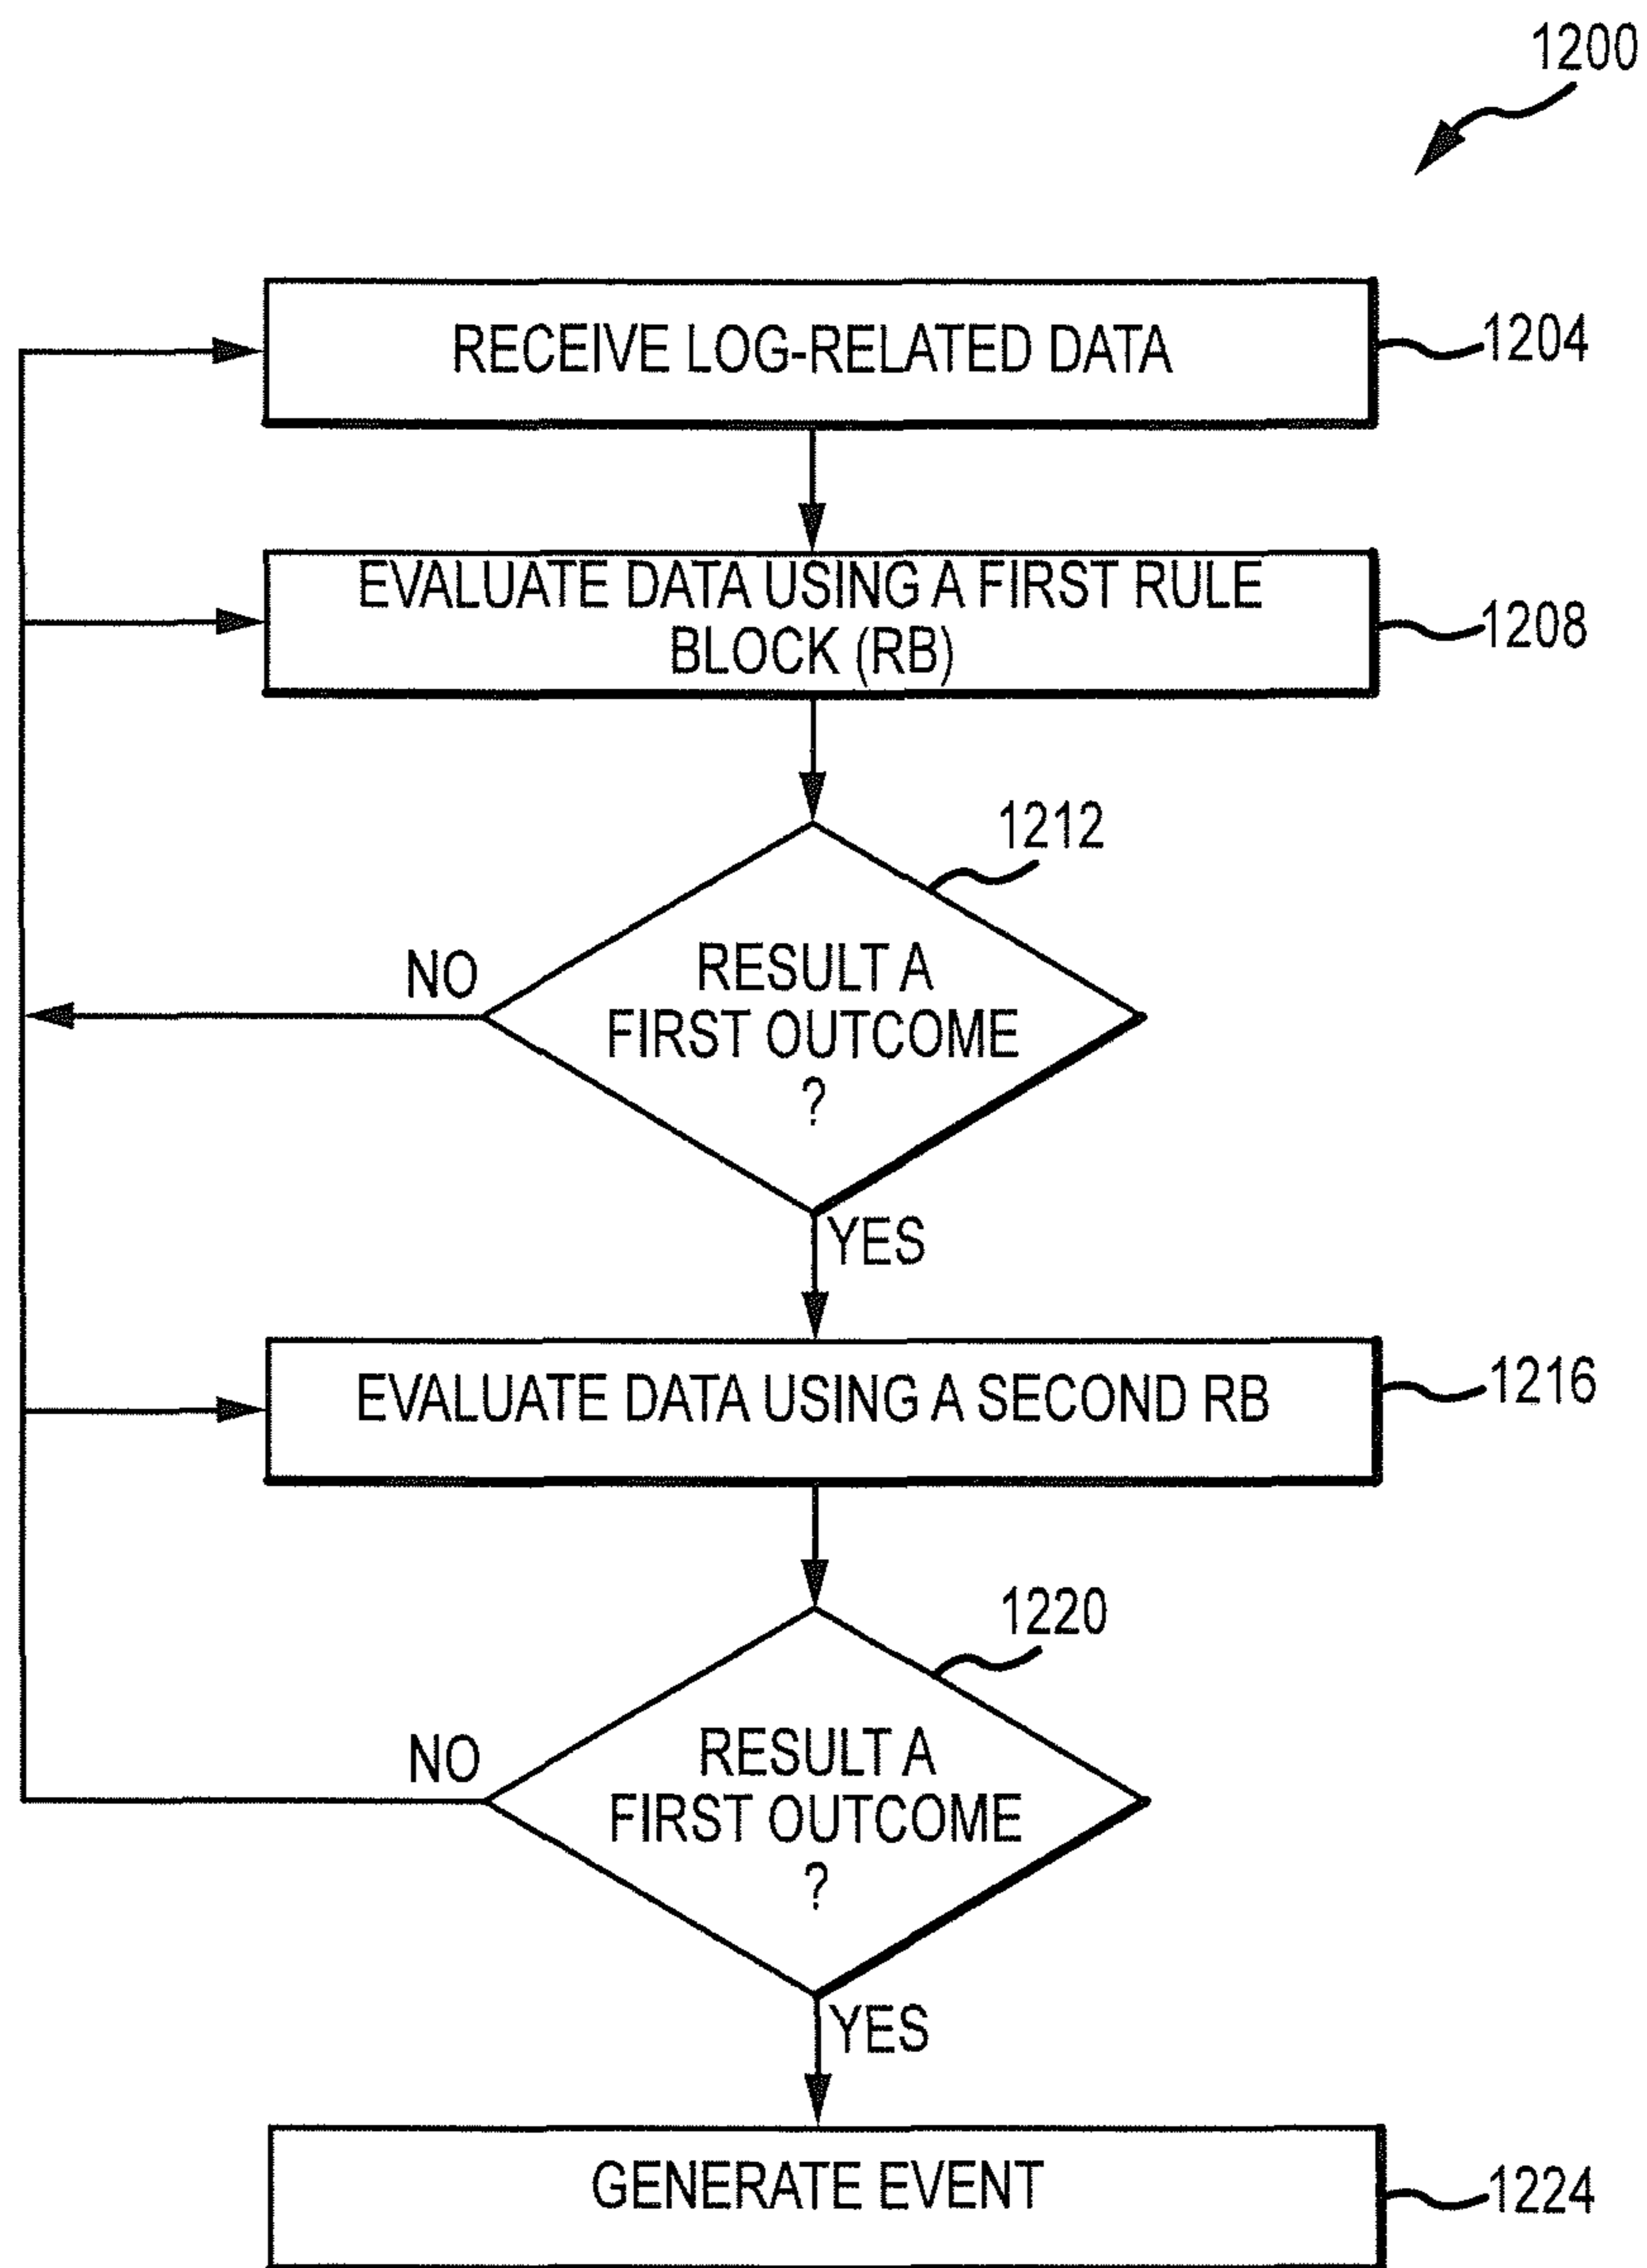 1200
RECEIVE LOG-RELATED DATA
1204
EVALUATE DATA USING A FIRST RULE
BLOCK (RB)
1208
1212
RESULT A
FIRST OUTCOME
?
NO
YES
EVALUATE DATA USING A SECOND RB
1216
1220
RESULT A
FIRST OUTCOME
?
NO
YES
GENERATE EVENT
1224